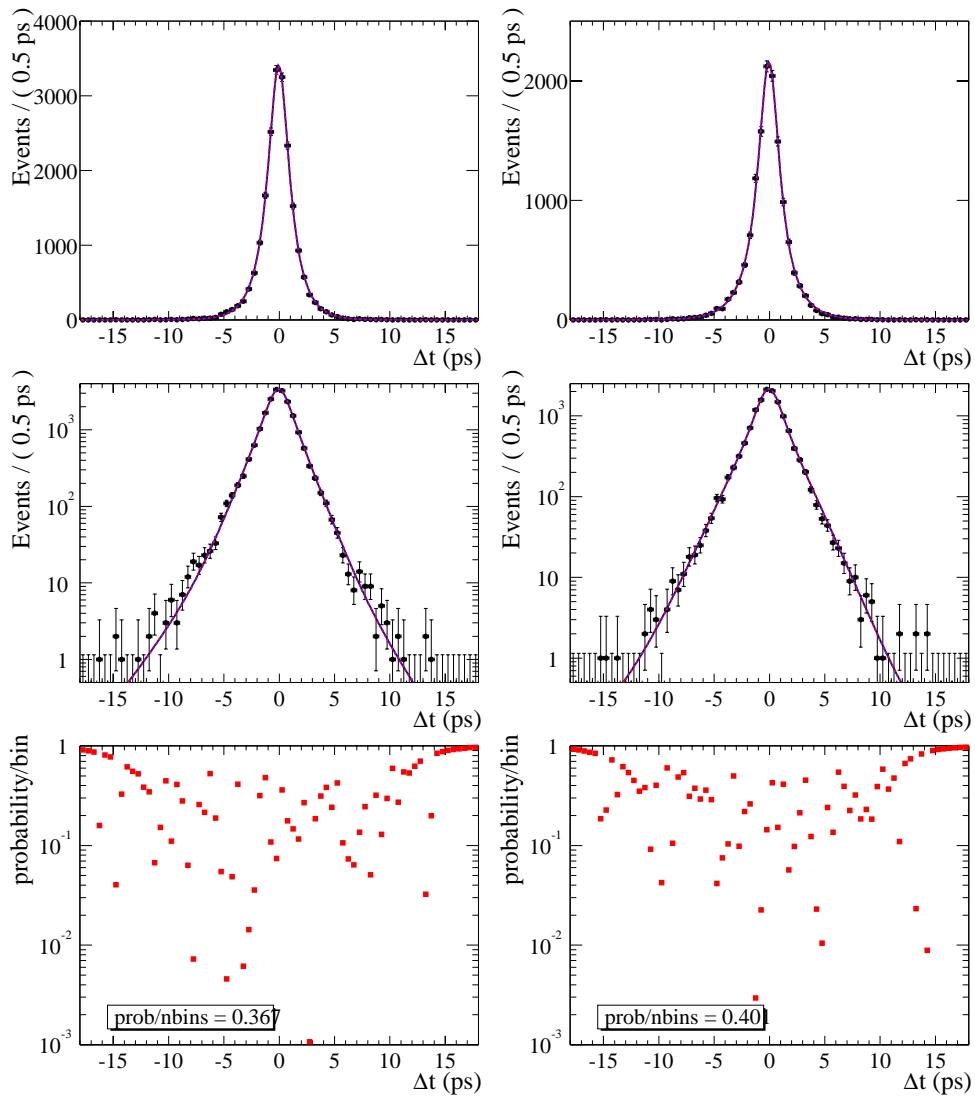 Events / ( 0.5 ps )
4000
3000
2000
1000
0
-15 -10 -5 0 5 10 15
Δt (ps)
Events / ( 0.5 ps )
2000
1000
0
-15 -10 -5 0 5 10 15
Δt (ps)
Events / ( 0.5 ps )
10³
10²
10
1
-15 -10 -5 0 5 10 15
Δt (ps)
Events / ( 0.5 ps )
10³
10²
10
1
-15 -10 -5 0 5 10 15
Δt (ps)
probability/bin
1
10⁻¹
10⁻²
10⁻³
prob/nbins = 0.367
-15 -10 -5 0 5 10 15
Δt (ps)
probability/bin
1
10⁻¹
10⁻²
10⁻³
prob/nbins = 0.401
-15 -10 -5 0 5 10 15
Δt (ps)